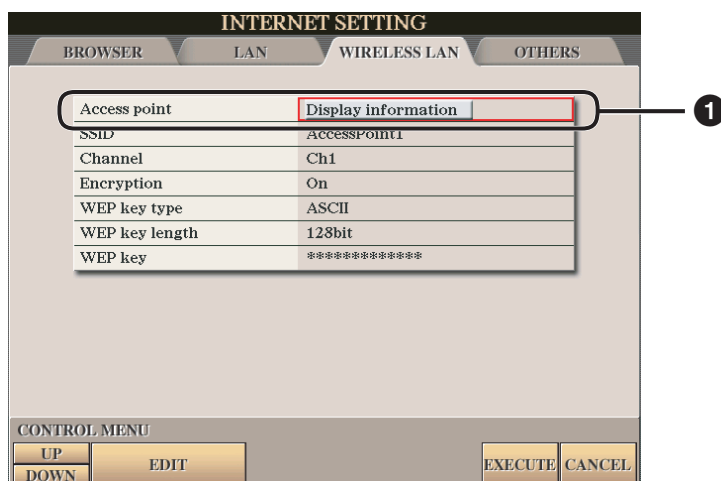 INTERNET SETTING
BROWSER LAN WIRELESS LAN OTHERS
Access point Display information
1
SSID AccessPoint1
Channel Ch1
Encryption On
WEP key type ASCII
WEP key length 128bit
WEP key *************
CONTROL MENU
UP
DOWN
EDIT
EXECUTE
CANCEL